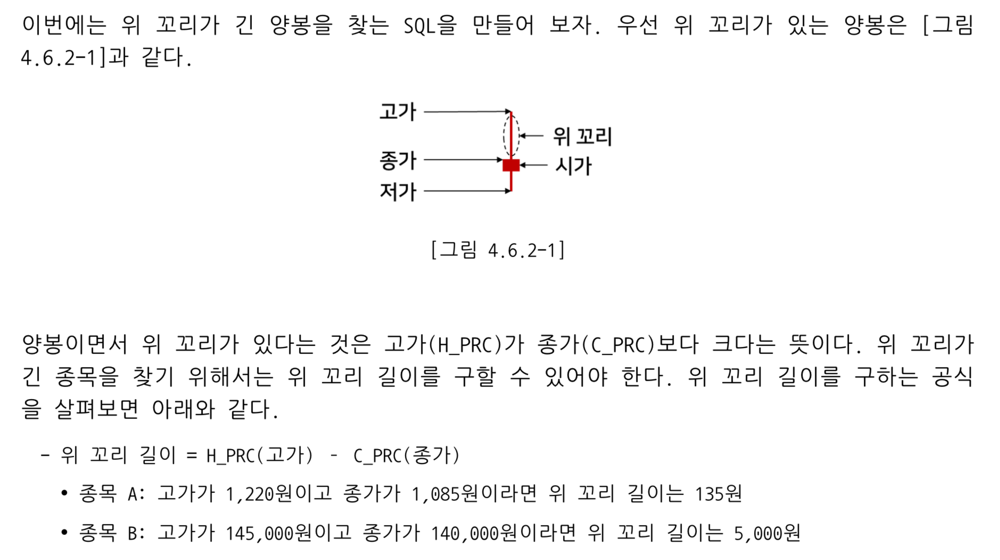 이번에는 위 꼬리가 긴 양봉을 찾는 SQL을 만들어 보자. 우선 위 꼬리가 있는 양봉은 [그림
4.6.2-1]과 같다.
고가
위 꼬리
종가
시가
저가
[그림 4.6.2-1]
양봉이면서 위 꼬리가 있다는 것은 고가(H_PRC)가 종가(C_PRC)보다 크다는 뜻이다. 위 꼬리가
긴 종목을 찾기 위해서는 위 꼬리 길이를 구할 수 있어야 한다. 위 꼬리 길이를 구하는 공식
을 살펴보면 아래와 같다.
- 위 꼬리 길이 = H_PRC(고가) - C_PRC(종가)
• 종목 A: 고가가 1,220원이고 종가가 1,085원이라면 위 꼬리 길이는 135원
• 종목 B: 고가가 145,000원이고 종가가 140,000원이라면 위 꼬리 길이는 5,000원